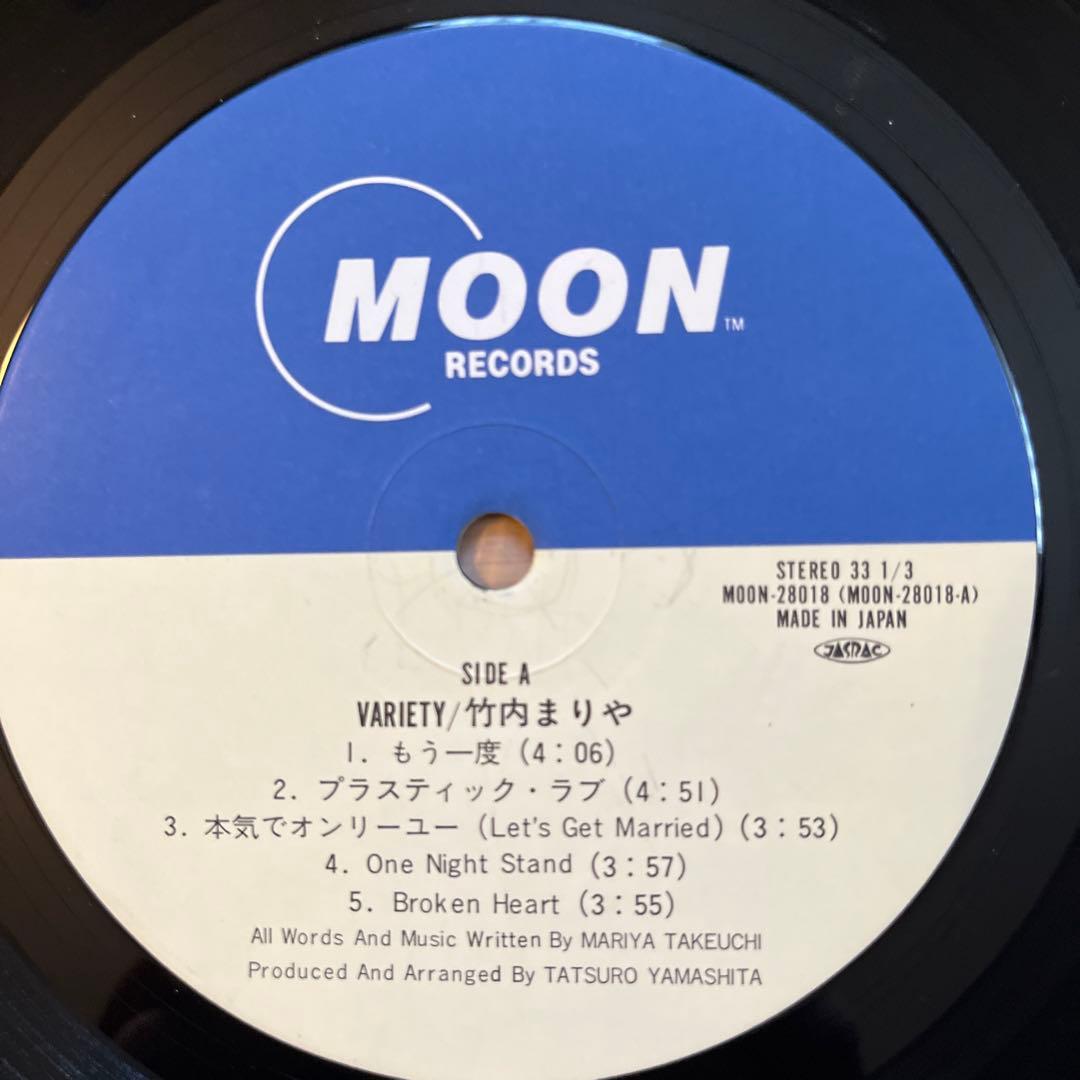 MOON™
RECORDS
STEREO 33 1/3
MOON-28018 (MOON-28018-A)
MADE IN JAPAN
JASRAC
SIDE A
VARIETY/竹内まりや
1. もう一度 (4:06)
2. プラスティック・ラブ (4:51)
3. 本気でオンリーユー (Let's Get Married) (3:53)
4. One Night Stand (3:57)
5. Broken Heart (3:55)
All Words And Music Written By MARIYA TAKEUCHI
Produced And Arranged By TATSURO YAMASHITA